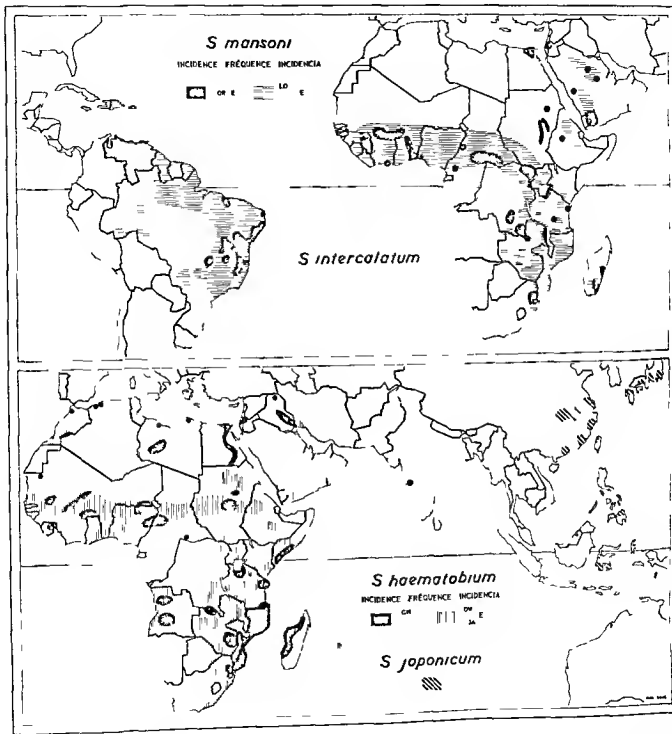 S mansoni
INCIDENCE FRÉQUENCE INCIDENCIA
S intercalatum
S haematobium
INCIDENCE FRÉQUENCE INCIDENCIA
S japonicum